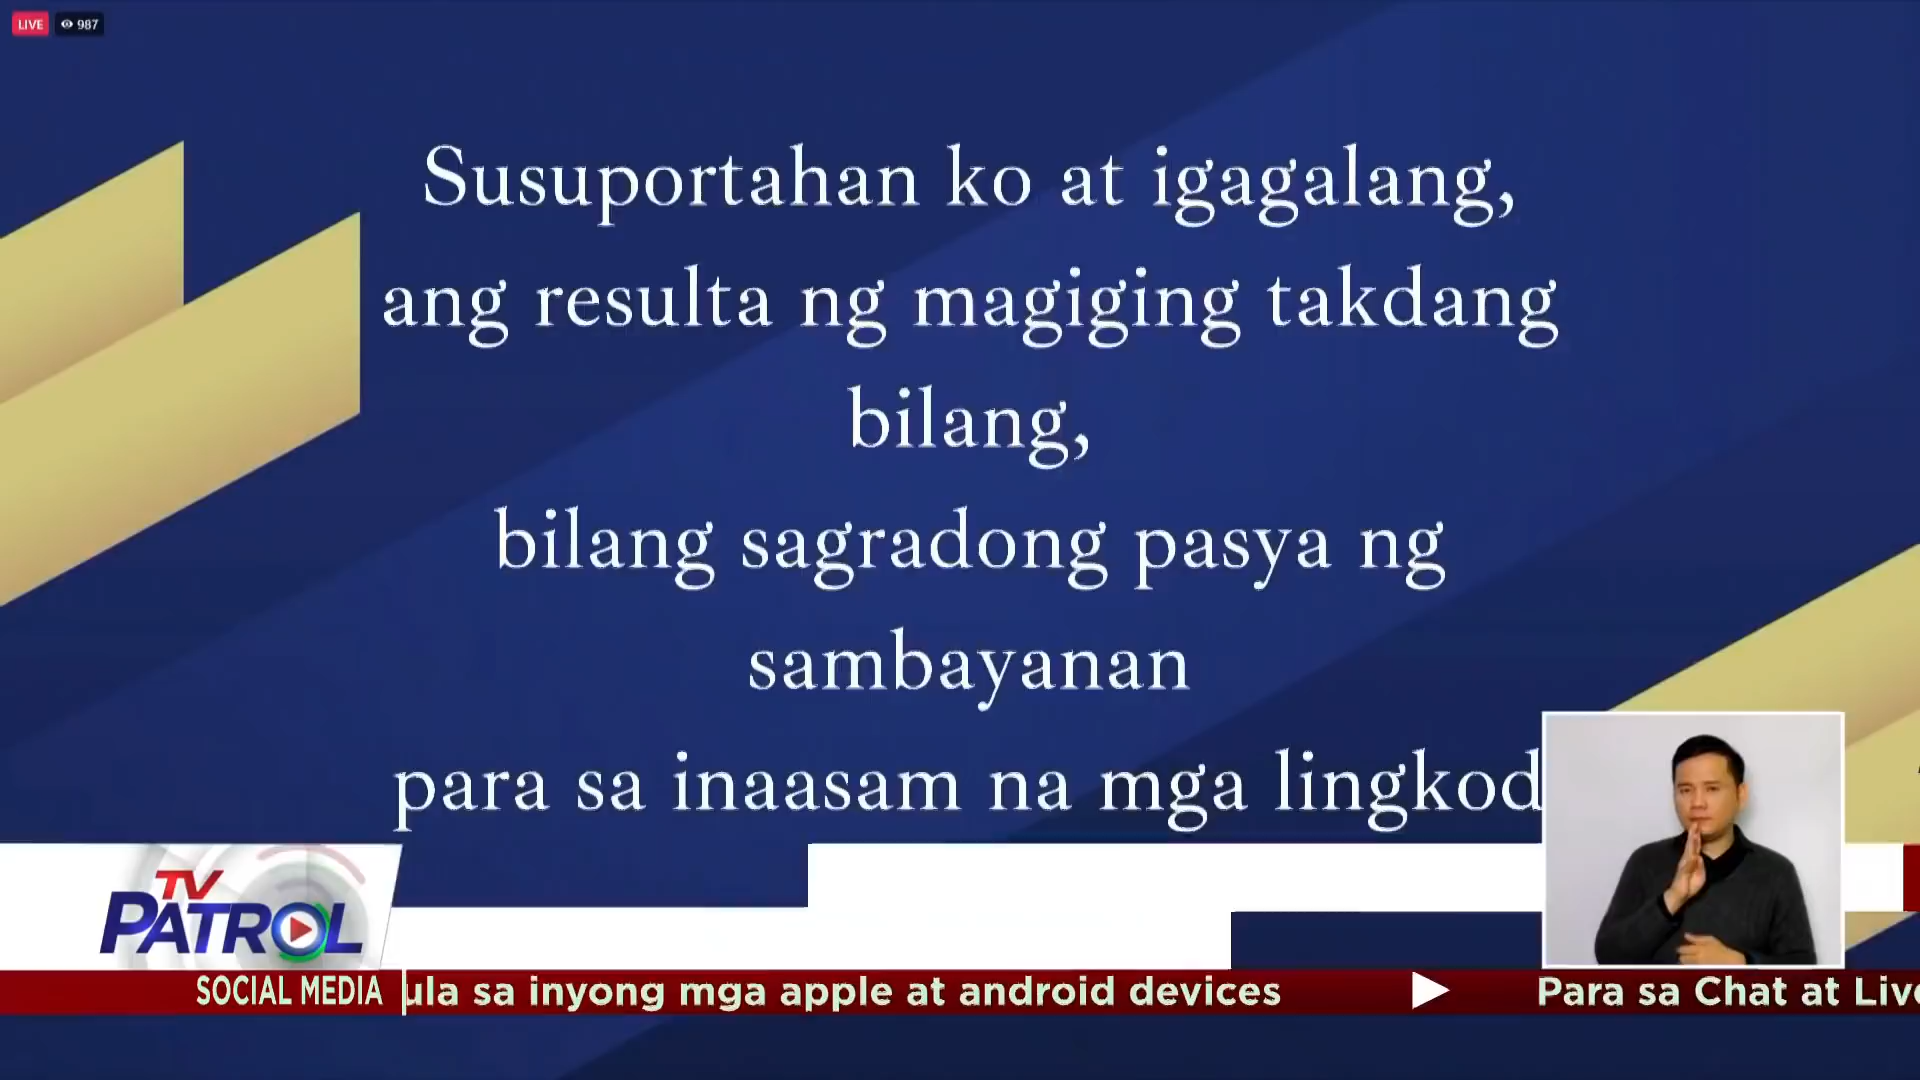 LIVE 987
Susuportahan ko at igagalang,
ang resulta ng magiging takdang
bilang,
bilang sagradong pasya ng
sambayanan
para sa inaasam na mga lingkod
TV
PATROL
SOCIAL MEDIA
sa inyong mga apple at android devices
Para sa Chat at